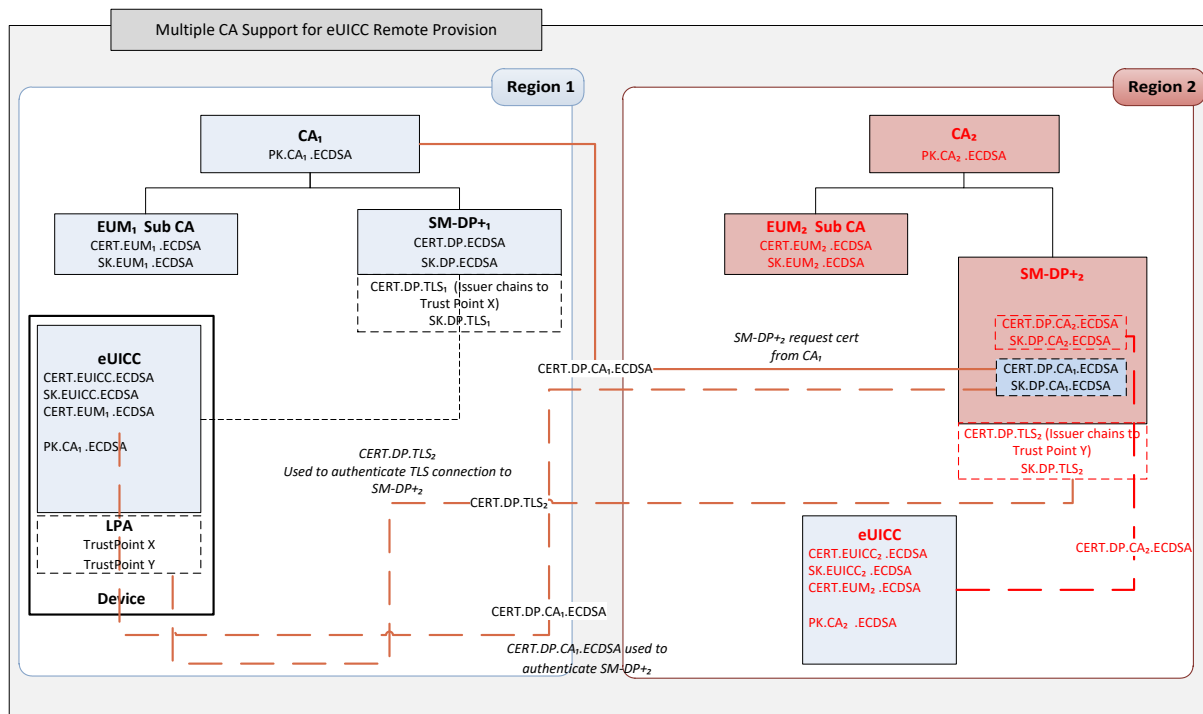 Multiple CA Support for eUICC Remote Provision
Region 1
CA₁
PK.CA₁ .ECDSA
EUM₁ Sub CA
CERT.EUM₁ .ECDSA
SK.EUM₁ .ECDSA
SM-DP+₁
CERT.DP.ECDSA
SK.DP.ECDSA
CERT.DP.TLS₁ (Issuer chains to
Trust Point X)
SK.DP.TLS₁
eUICC
CERT.EUICC.ECDSA
SK.EUICC.ECDSA
CERT.EUM₁ .ECDSA
PK.CA₁ .ECDSA
LPA
TrustPoint X
TrustPoint Y
Device
CERT.DP.TLS₂
Used to authenticate TLS connection to
SM-DP+₂
CERT.DP.CA₁.ECDSA
CERT.DP.TLS₂
CERT.DP.CA₁.ECDSA
CERT.DP.CA₁.ECDSA used to
authenticate SM-DP+₂
Region 2
CA₂
PK.CA₂ .ECDSA
EUM₂ Sub CA
CERT.EUM₂ .ECDSA
SK.EUM₂ .ECDSA
SM-DP+₂
CERT.DP.CA₂.ECDSA
SK.DP.CA₂.ECDSA
CERT.DP.CA₁.ECDSA
SK.DP.CA₁.ECDSA
SM-DP+₂ request cert
from CA₁
CERT.DP.TLS₂ (Issuer chains to
Trust Point Y)
SK.DP.TLS₂
eUICC
CERT.EUICC₂ .ECDSA
SK.EUICC₂ .ECDSA
CERT.EUM₂ .ECDSA
PK.CA₂ .ECDSA
CERT.DP.CA₂.ECDSA